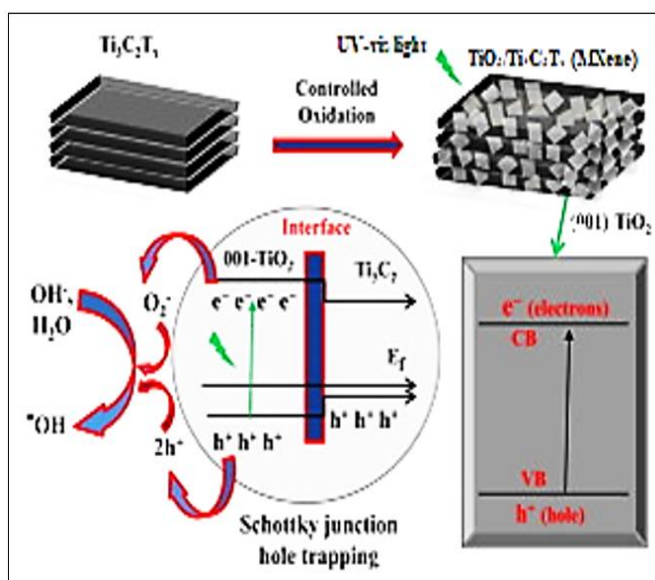 Ti₃C₂Tₓ
UV-vis light
TiO₂/Ti₃C₂Tₓ (MXene)
Controlled
Oxidation
(001) TiO₂
Interface
001-TiO₂
Ti₃C₂
e⁻ e⁻ e⁻ e⁻
OH⁻,
H₂O
O₂⁻
E_f
h⁺ h⁺ h⁺
h⁺ h⁺ h⁺
•OH
2h⁺
Schottky junction
hole trapping
e⁻ (electrons)
CB
VB
h⁺ (hole)